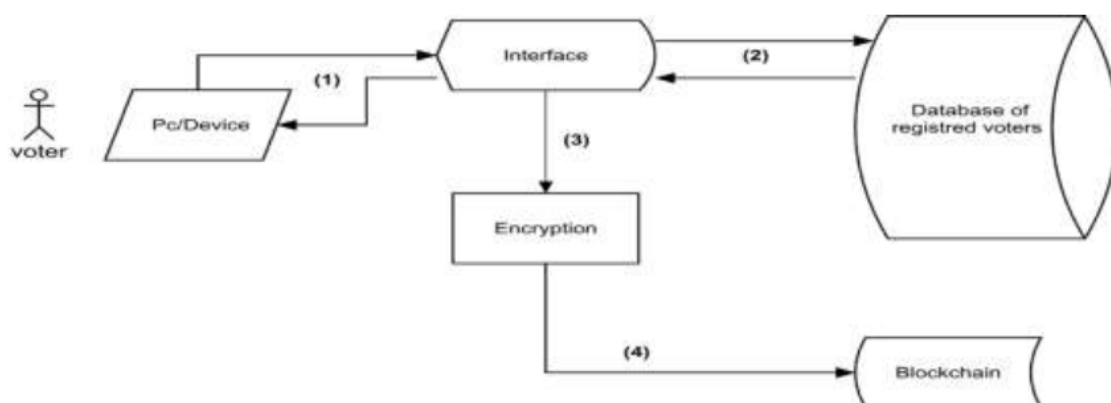 Interface
(2)
(1)
Pc/Device
Database of
registred voters
voter
(3)
Encryption
(4)
Blockchain